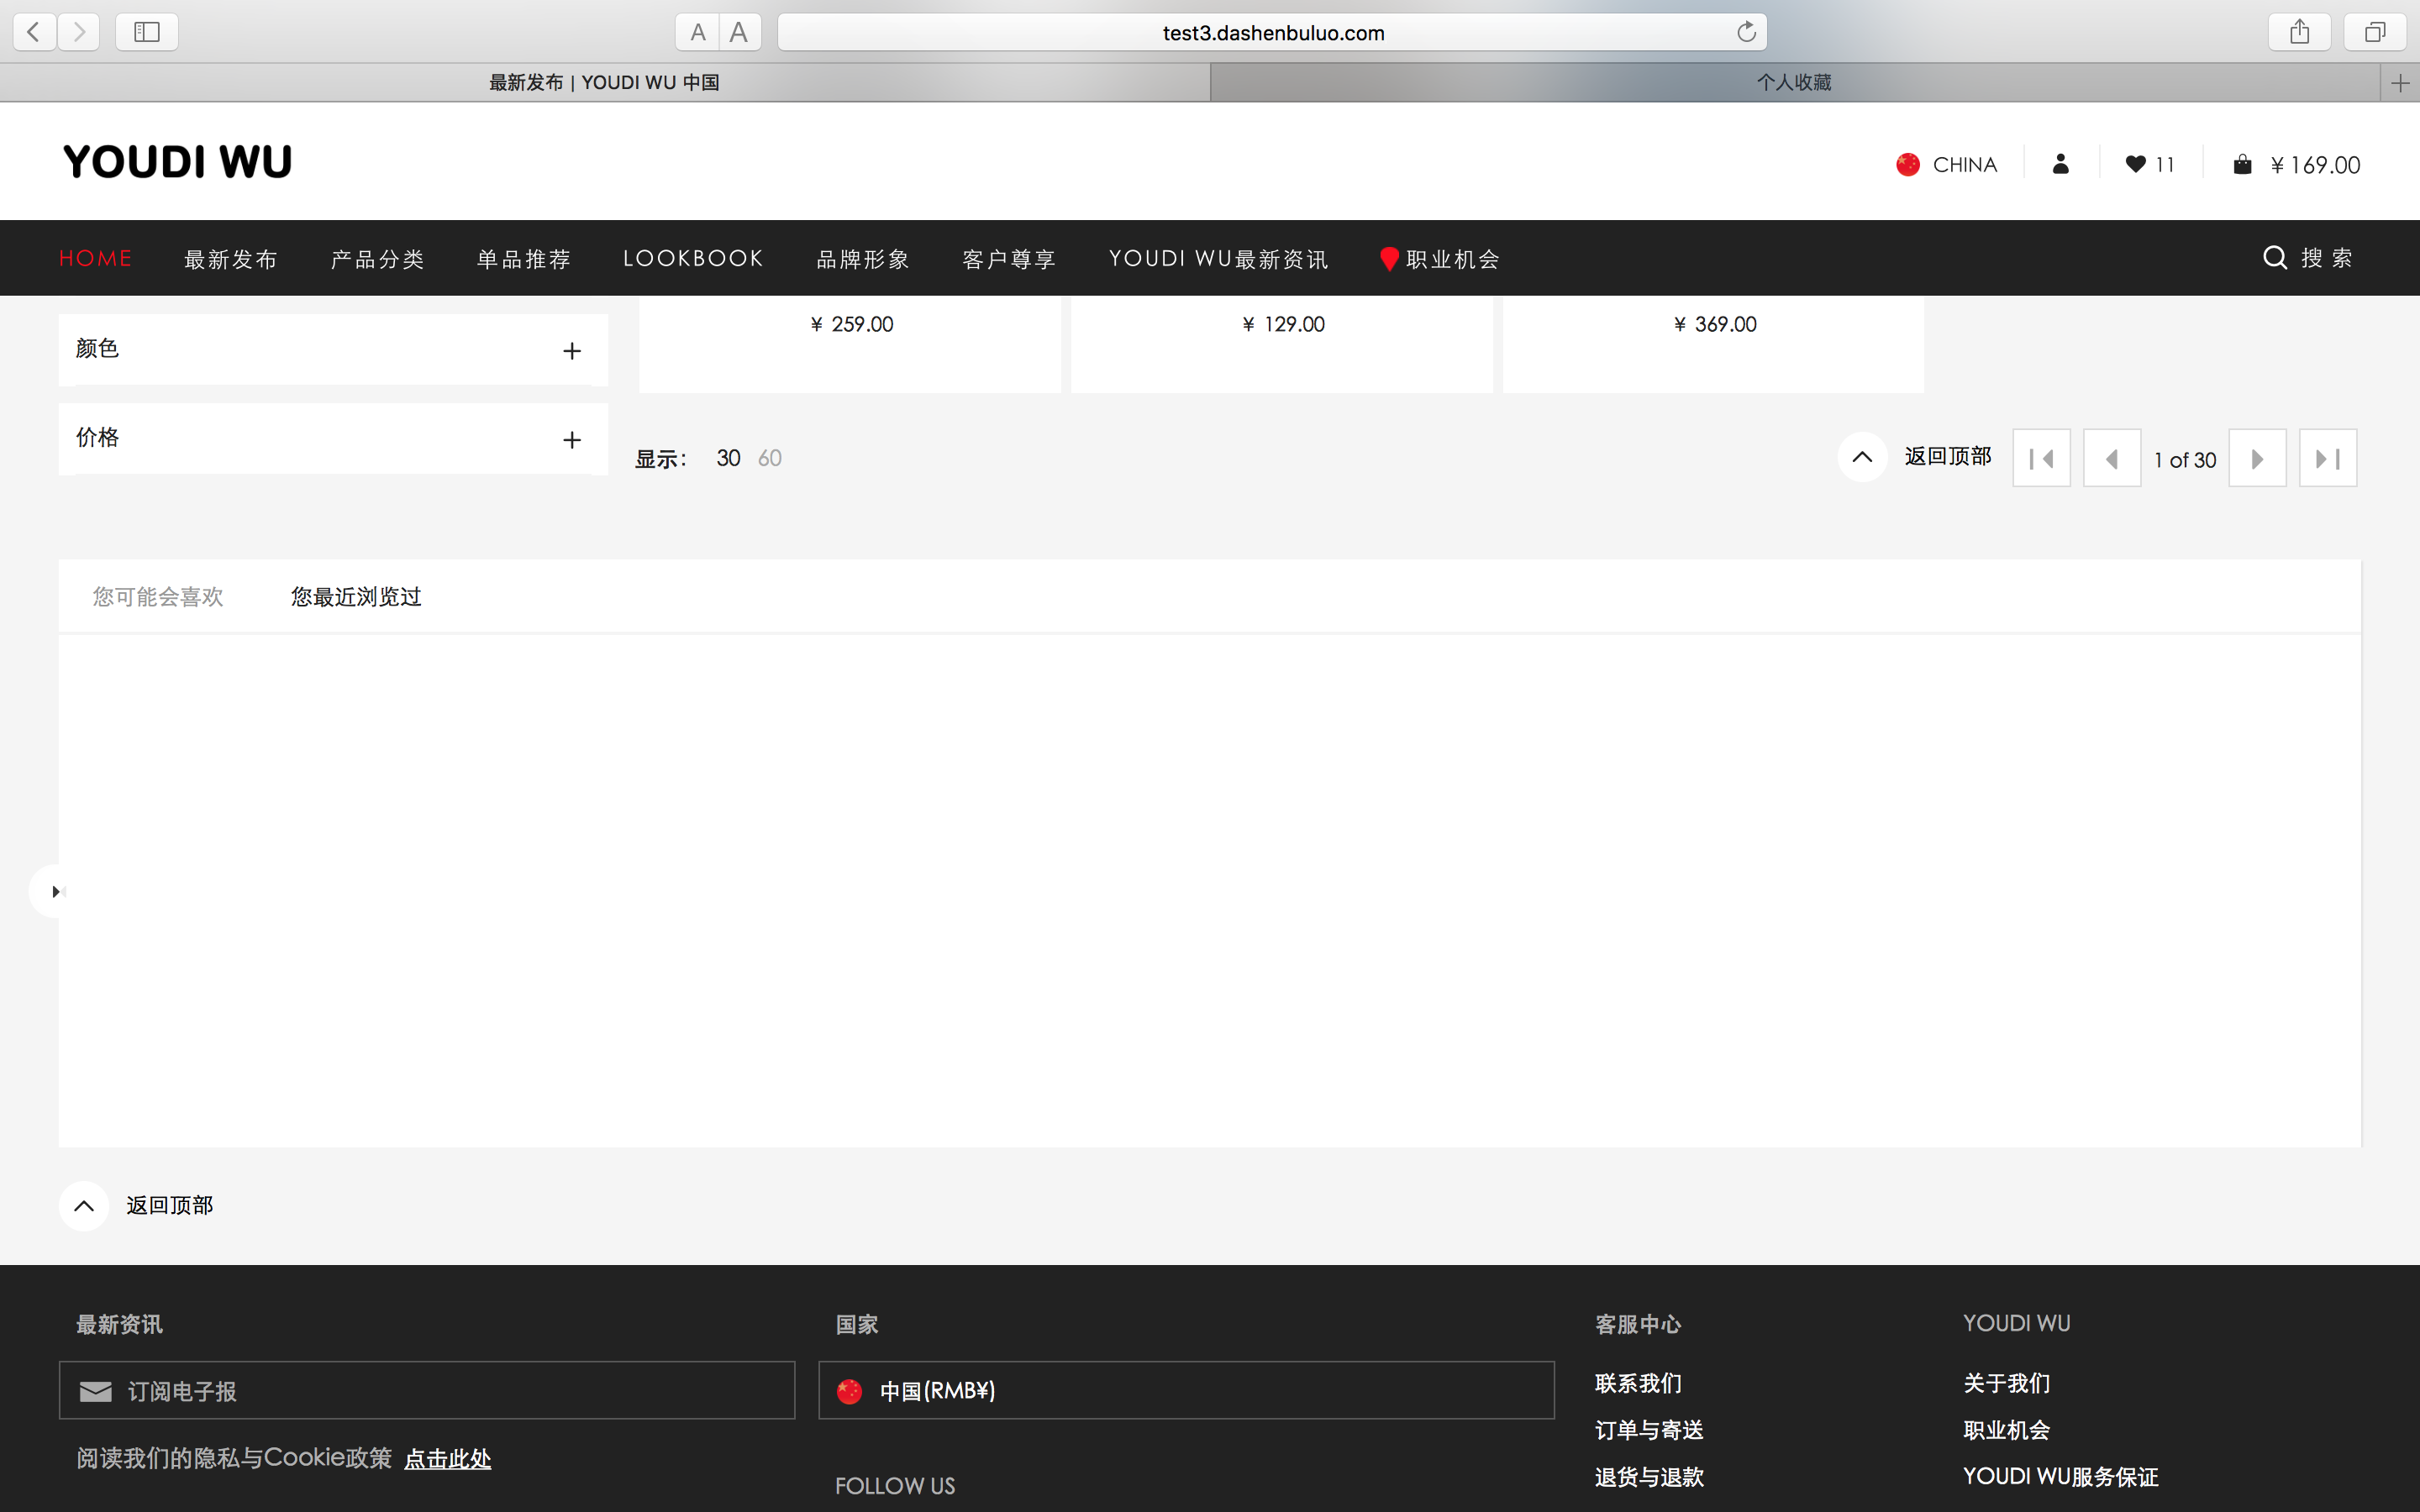 A A test3.dashenbuluo.com
最新发布 | YOUDI WU 中国 个人收藏
YOUDI WU CHINA 11 ¥ 169.00
HOME 最新发布 产品分类 单品推荐 LOOKBOOK 品牌形象 客户尊享 YOUDI WU最新资讯 职业机会 搜 索
¥ 259.00 ¥ 129.00 ¥ 369.00
颜色 +
价格 +
显示： 30 60 返回顶部 1 of 30
您可能会喜欢 您最近浏览过
返回顶部
最新资讯 国家 客服中心 YOUDI WU
订阅电子报 中国(RMB¥) 联系我们 关于我们
订单与寄送 职业机会
阅读我们的隐私与Cookie政策 点击此处 退货与退款 YOUDI WU服务保证
FOLLOW US